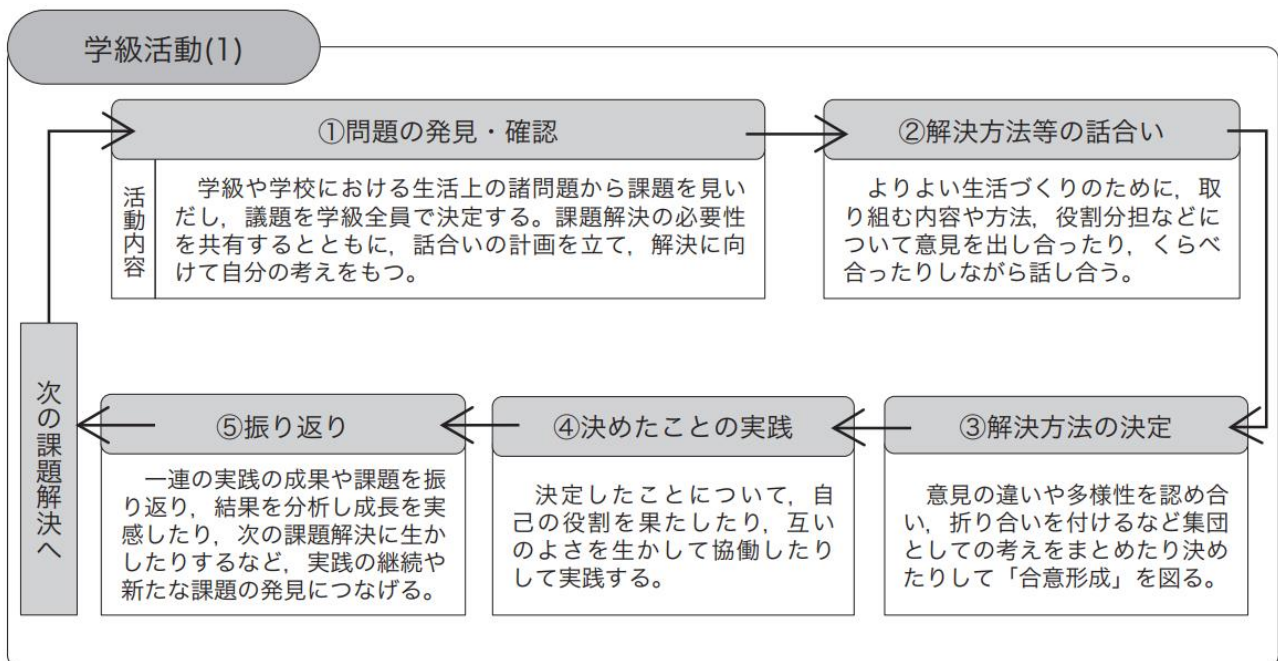 学級活動(1)
①問題の発見・確認
活動内容
学級や学校における生活上の諸問題から課題を見い
だし，議題を学級全員で決定する。課題解決の必要性
を共有するとともに，話合いの計画を立て，解決に向
けて自分の考えをもつ。
②解決方法等の話合い
よりよい生活づくりのために，取
り組む内容や方法，役割分担などに
ついて意見を出し合ったり，くらべ
合ったりしながら話し合う。
③解決方法の決定
意見の違いや多様性を認め合
い，折り合いを付けるなど集団
としての考えをまとめたり決め
たりして「合意形成」を図る。
④決めたことの実践
決定したことについて，自
己の役割を果たしたり，互い
のよさを生かして協働したり
して実践する。
⑤振り返り
一連の実践の成果や課題を振
り返り，結果を分析し成長を実
感したり，次の課題解決に生か
したりするなど，実践の継続や
新たな課題の発見につなげる。
次の課題解決へ